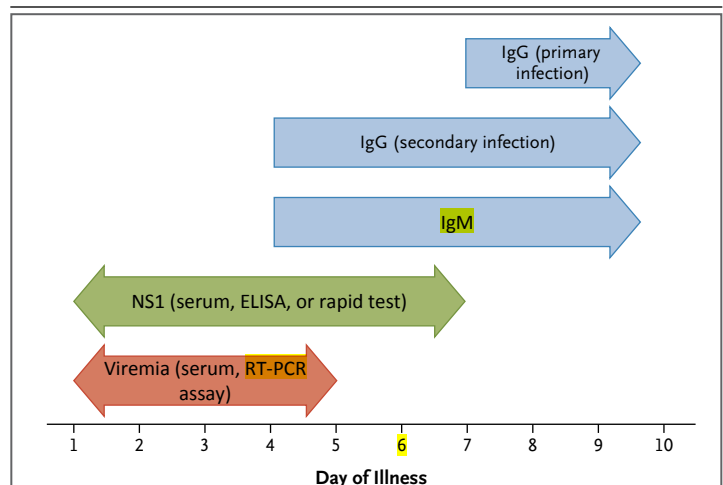 IgG (primary
infection)
IgG (secondary infection)
IgM
NS1 (serum, ELISA, or rapid test)
Viremia (serum, RT-PCR
assay)
1 2 3 4 5 6 7 8 9 10
Day of Illness